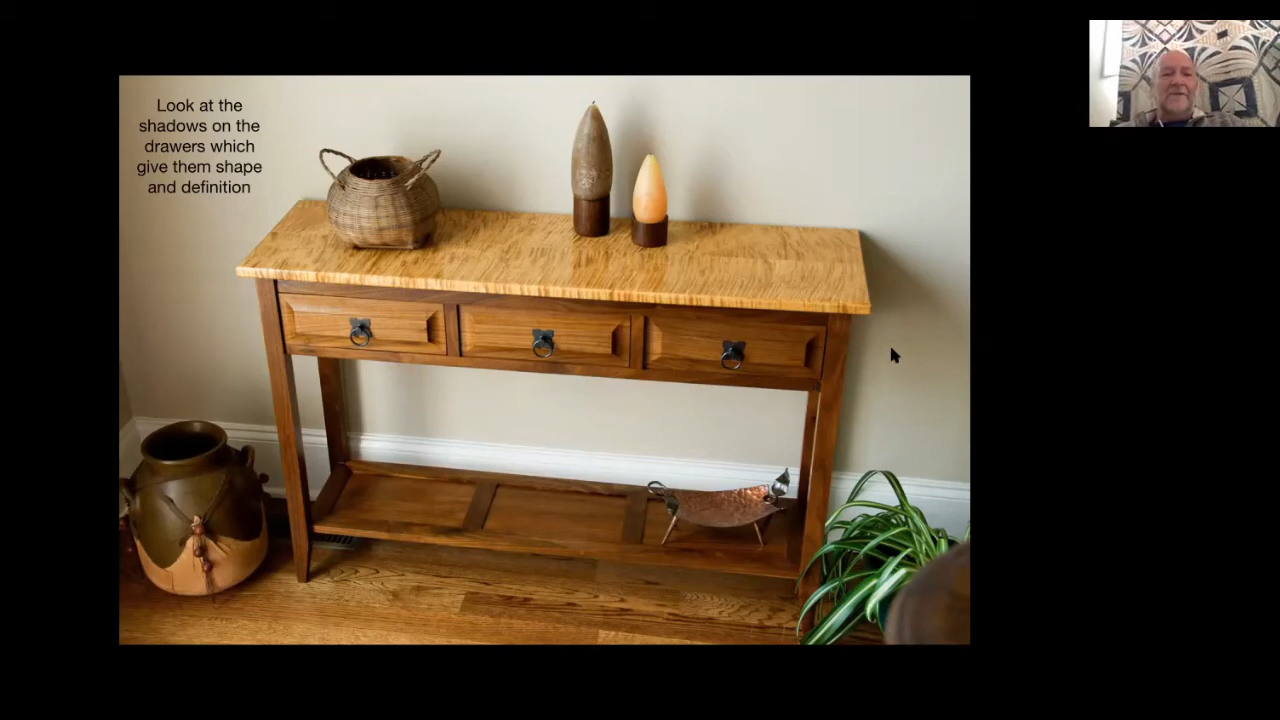 Look at the
shadows on the
drawers which
give them shape
and definition